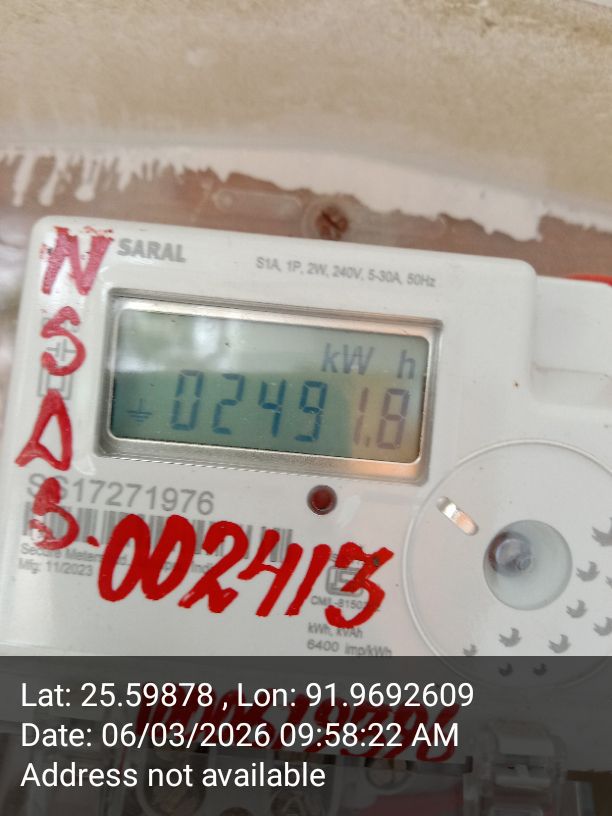 SARAL
S1A, 1P, 2W, 240V, 5-30A, 50Hz
kW h
02491.8
SS17271976
Secure Meters
Mfg: 11/2023
002413
kWh, kVAh
6400 imp/kWh
Lat: 25.59878 , Lon: 91.9692609
Date: 06/03/2026 09:58:22 AM
Address not available